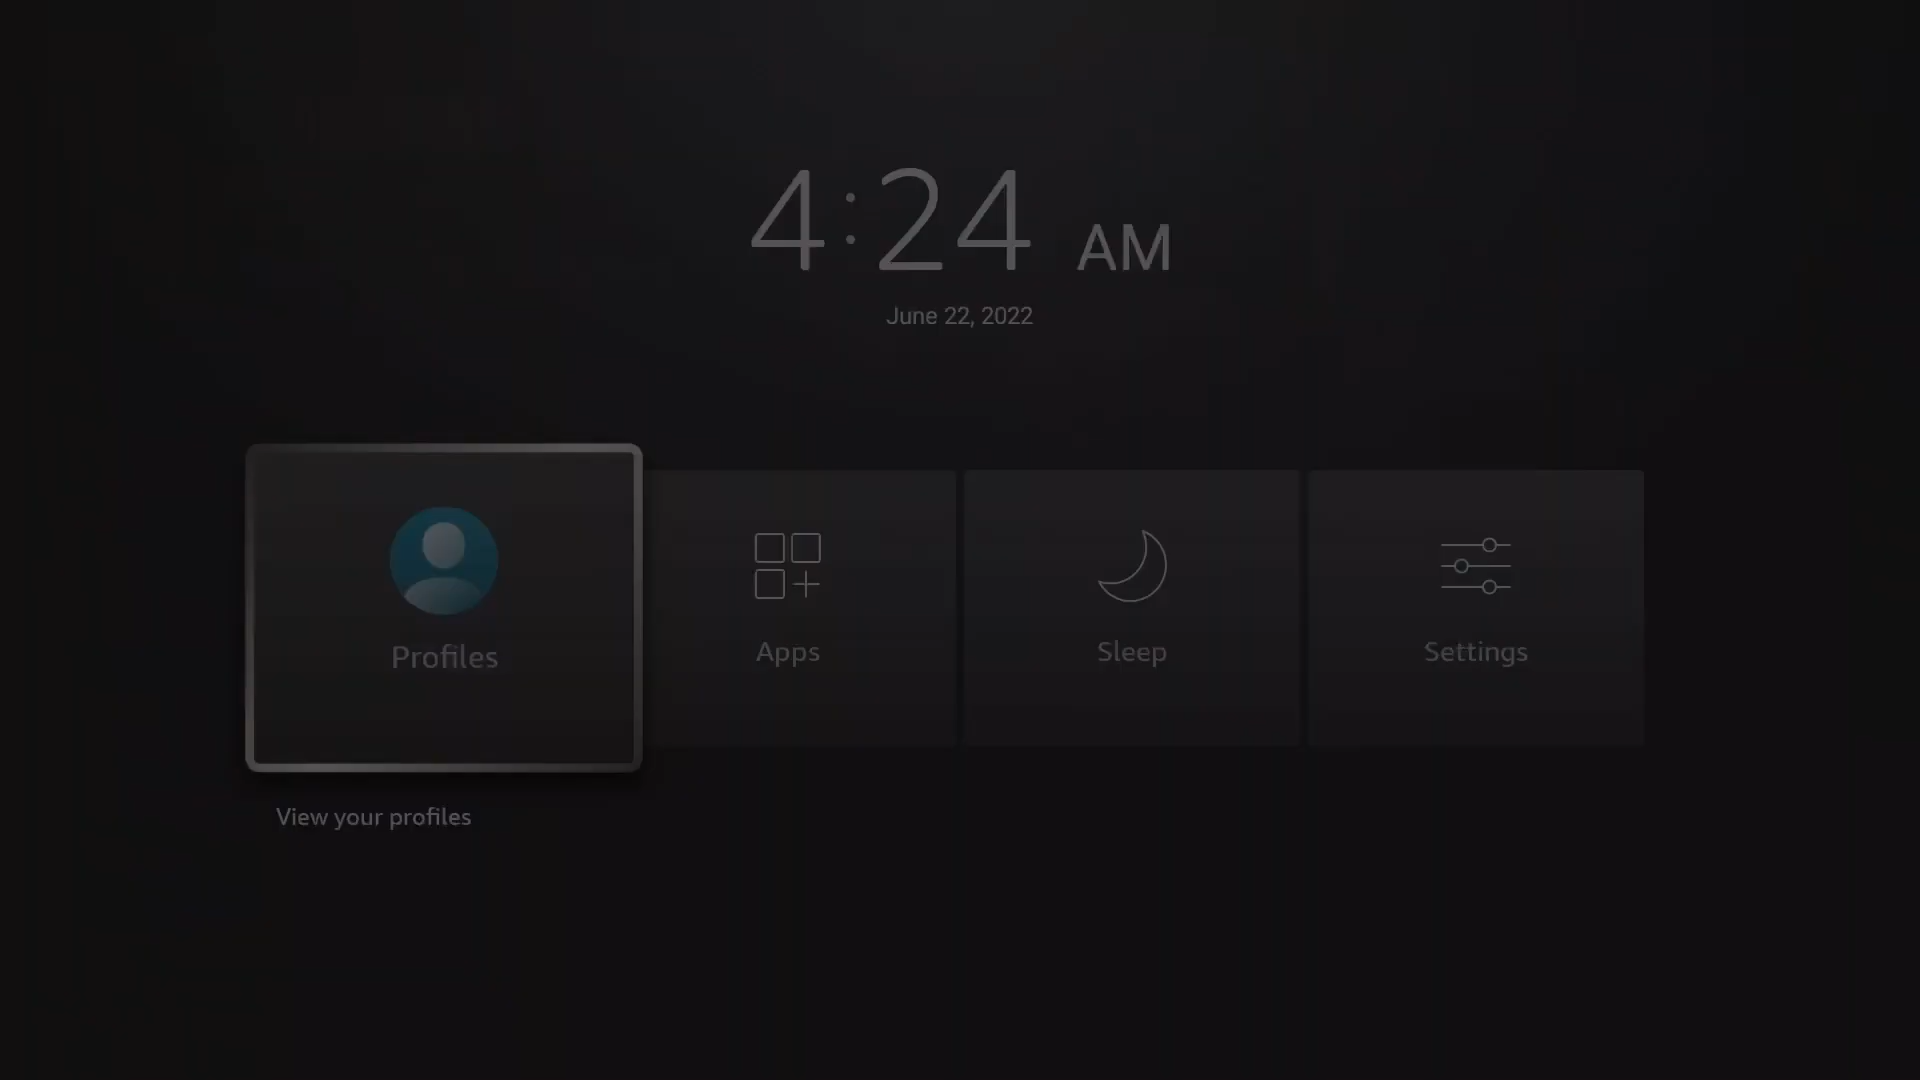 4:24 AM
June 22, 2022
Profiles
Apps
Sleep
Settings
View your profiles